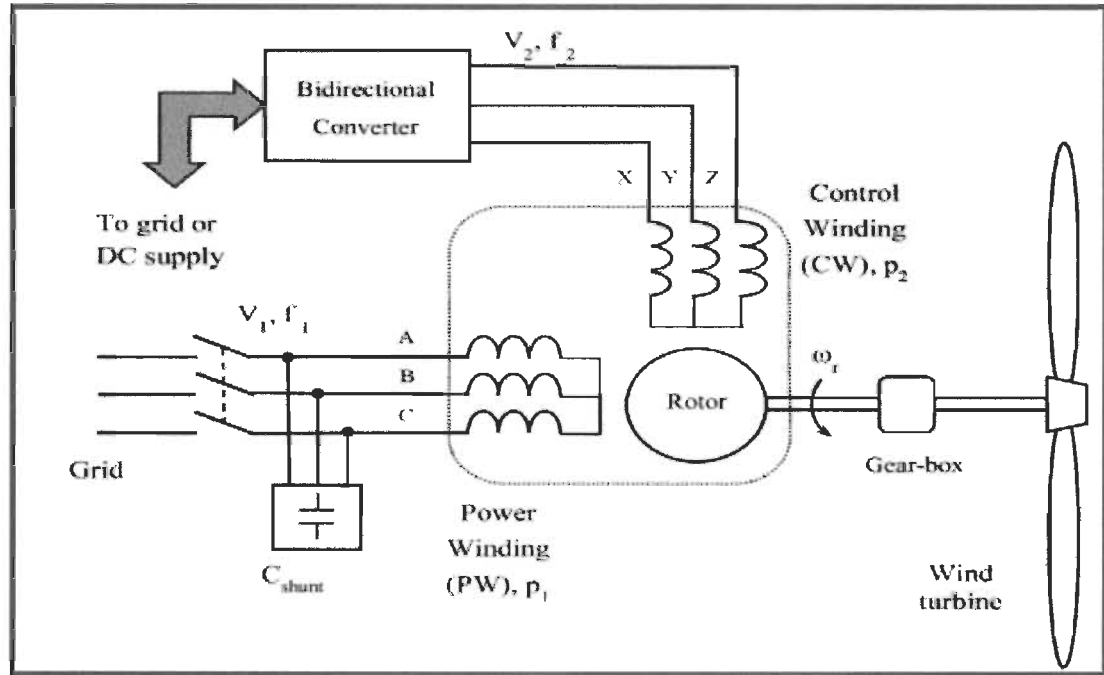 V₂, f₂
Bidirectional
Converter
X Y Z
Control
Winding
(CW), p₂
To grid or
DC supply
V₁, f₁
A
B
C
Grid
Rotor
ωᵣ
Gear-box
C_shunt
Power
Winding
(PW), p₁
Wind
turbine